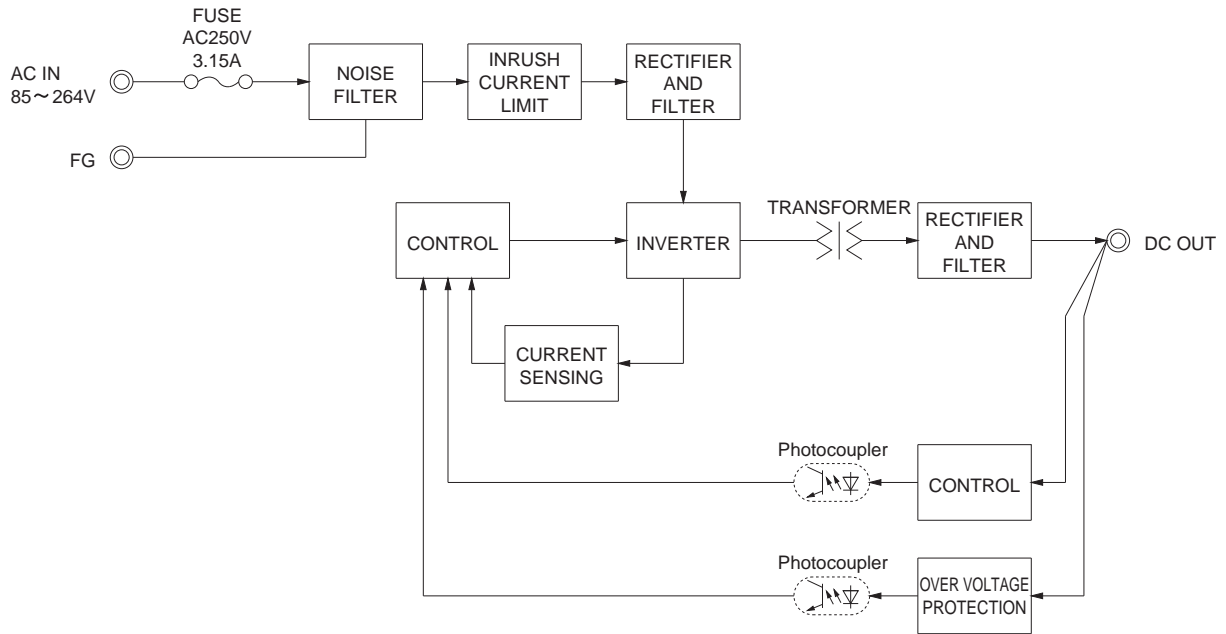 FUSE
AC250V
3.15A
AC IN
85～264V
NOISE
FILTER
INRUSH
CURRENT
LIMIT
RECTIFIER
AND
FILTER
FG
CONTROL
INVERTER
TRANSFORMER
RECTIFIER
AND
FILTER
DC OUT
CURRENT
SENSING
Photocoupler
CONTROL
Photocoupler
OVER VOLTAGE
PROTECTION